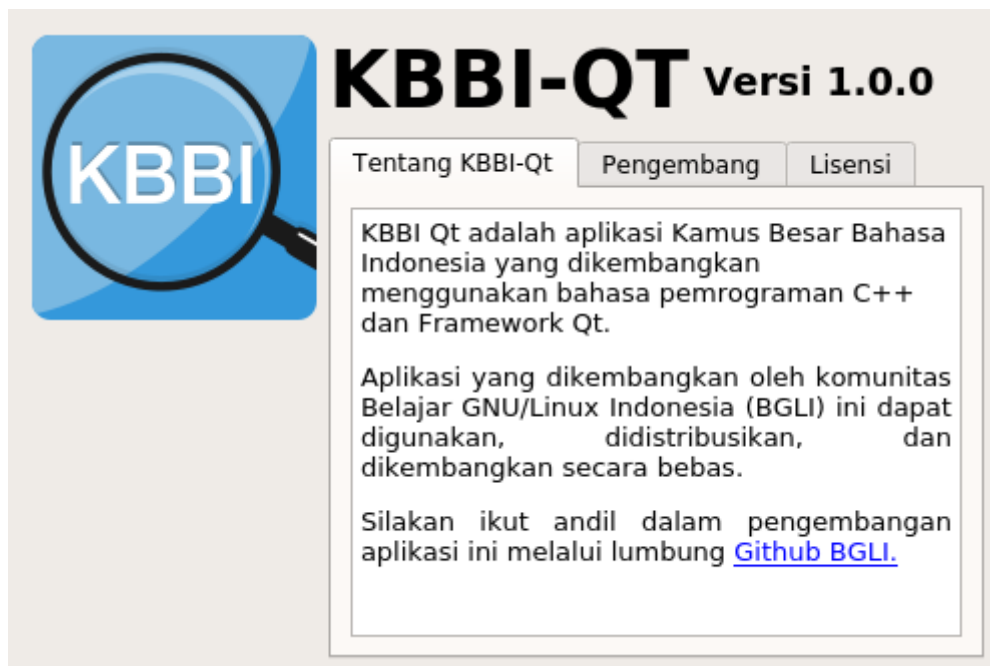 KBBI
KBBI-QT Versi 1.0.0
Tentang KBBI-Qt Pengembang Lisensi
KBBI Qt adalah aplikasi Kamus Besar Bahasa
Indonesia yang dikembangkan
menggunakan bahasa pemrograman C++
dan Framework Qt.
Aplikasi yang dikembangkan oleh komunitas
Belajar GNU/Linux Indonesia (BGLI) ini dapat
digunakan, didistribusikan, dan
dikembangkan secara bebas.
Silakan ikut andil dalam pengembangan
aplikasi ini melalui lumbung Github BGLI.